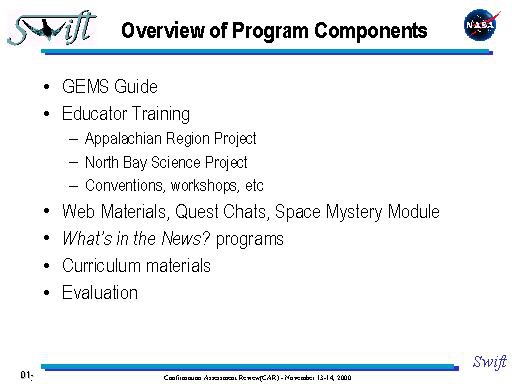 Swift
Overview of Program Components
NASA
• GEMS Guide
• Educator Training
– Appalachian Region Project
– North Bay Science Project
– Conventions, workshops, etc
• Web Materials, Quest Chats, Space Mystery Module
• What's in the News? programs
• Curriculum materials
• Evaluation
Swift
01-
Confirmation Assessment Review(CAR) - November 13-14, 2000